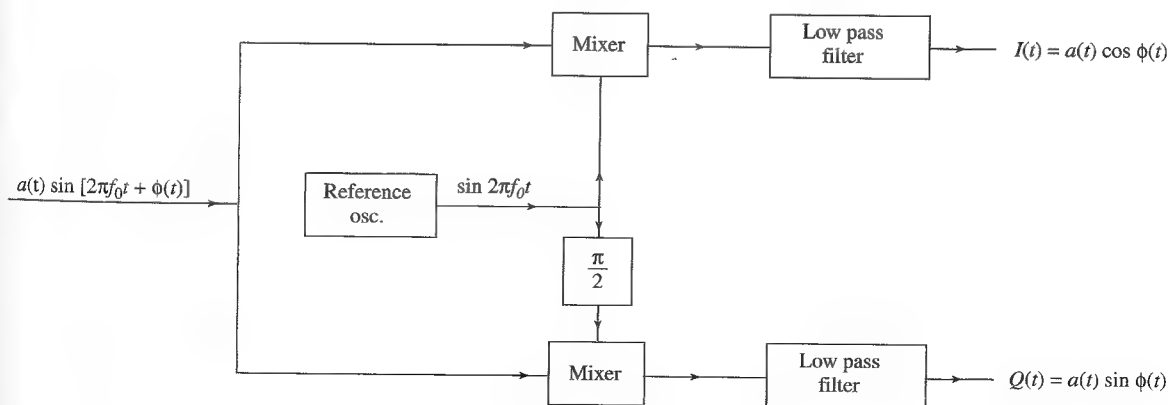 Mixer
Low pass
filter
I(t) = a(t) cos ϕ(t)
a(t) sin [2πf₀t + ϕ(t)]
Reference
osc.
sin 2πf₀t
π
2
Mixer
Low pass
filter
Q(t) = a(t) sin ϕ(t)